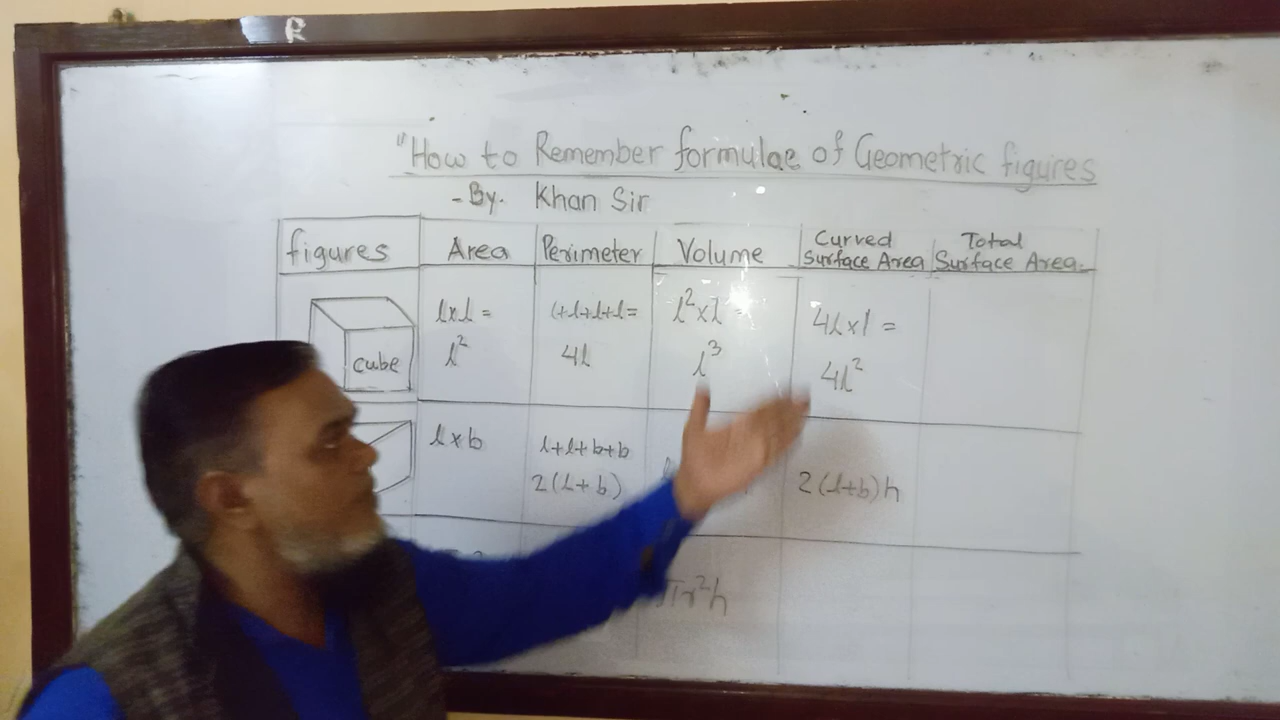 R
"How to Remember formulae of Geometric figures
- By. Khan Sir
figures Area Perimeter Volume Curved Surface Area Total Surface Area.
cube
l×l =
l²
l+l+l+l=
4l
l²×l =
l³
4l×l =
4l²
l×b
l+l+b+b
2(l+b)
2(l+b)h
πr²h